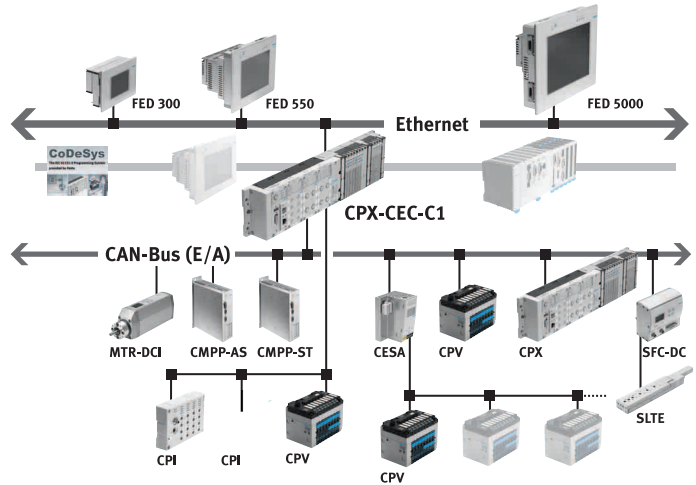 FED 300
FED 550
FED 5000
Ethernet
CoDeSys
CPX-CEC-C1
CAN-Bus (E/A)
MTR-DCI
CMPP-AS
CMPP-ST
CESA
CPV
CPX
SFC-DC
SLTE
CPI
CPI
CPV
CPV